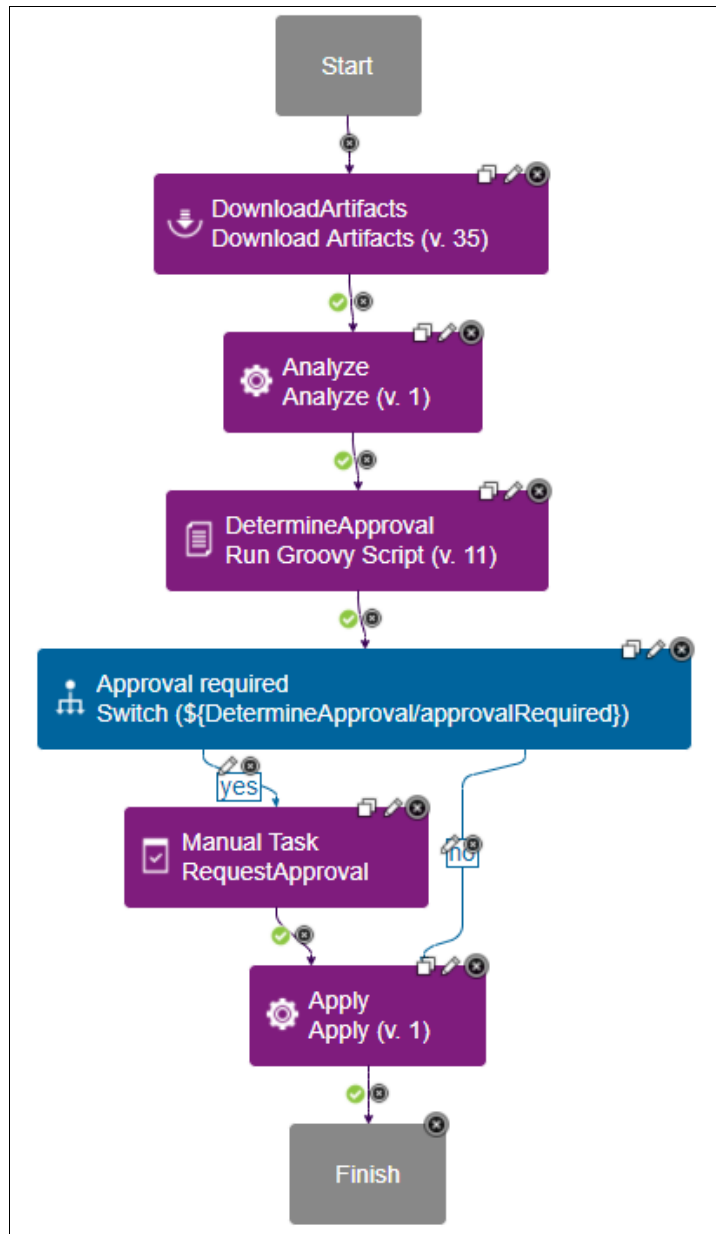 Start
DownloadArtifacts
Download Artifacts (v. 35)
Analyze
Analyze (v. 1)
DetermineApproval
Run Groovy Script (v. 11)
Approval required
Switch (${DetermineApproval/approvalRequired})
yes
Manual Task
RequestApproval
no
Apply
Apply (v. 1)
Finish